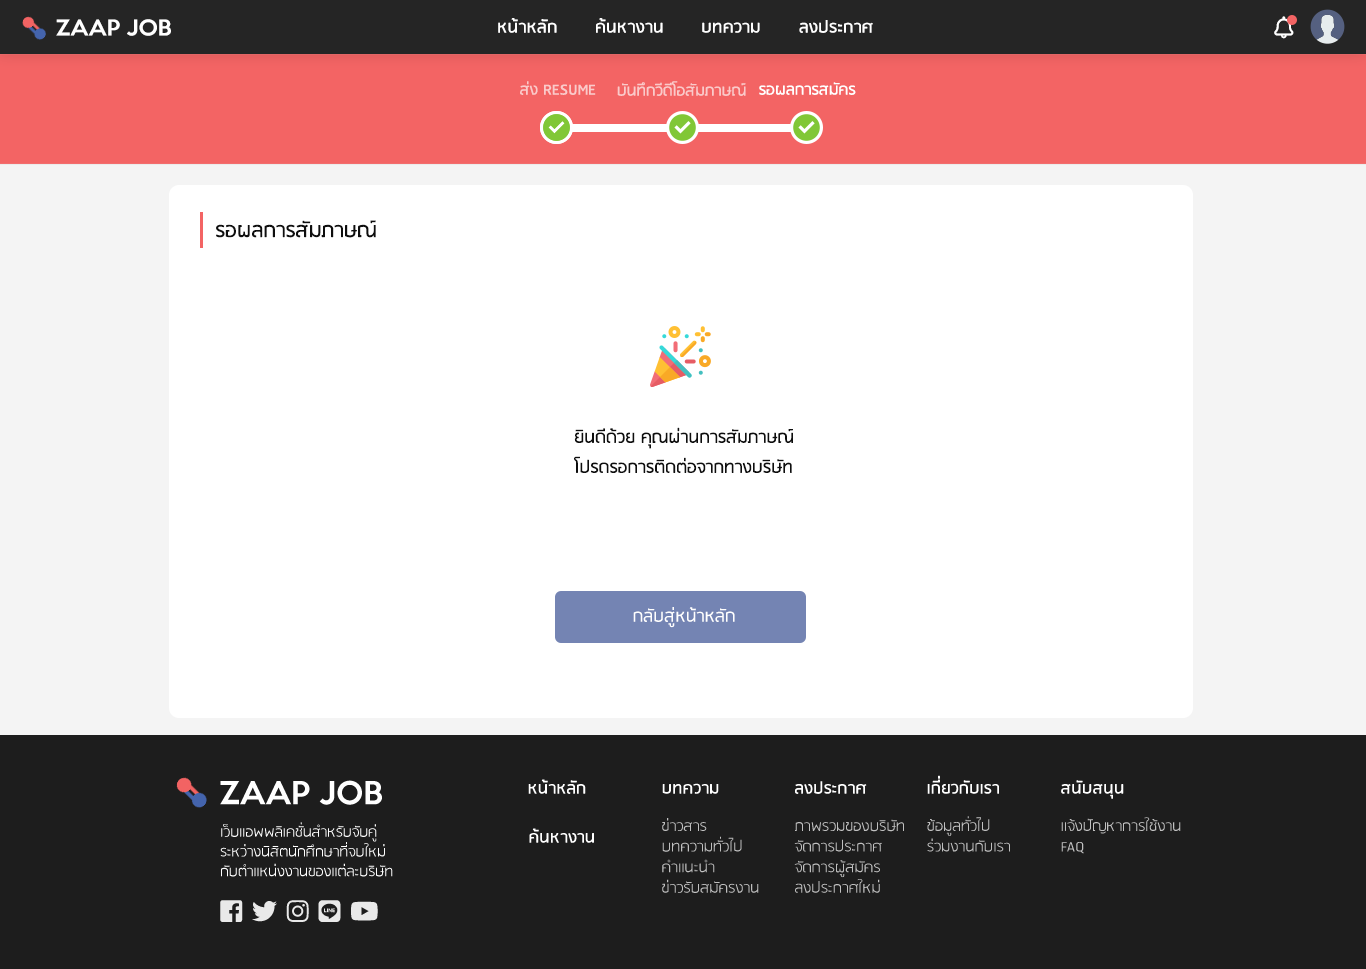 ZAAP JOB
หน้าหลัก ค้นหางาน บทความ ลงประกาศ
ส่ง RESUME บันทึกวีดีโอสัมภาษณ์ รอผลการสมัคร
รอผลการสัมภาษณ์
ยินดีด้วย คุณผ่านการสัมภาษณ์
โปรดรอการติดต่อจากทางบริษัท
กลับสู่หน้าหลัก
ZAAP JOB
เว็บแอพพลิเคชั่นสำหรับจับคู่
ระหว่างนิสิตนักศึกษาที่จบใหม่
กับตำแหน่งงานของแต่ละบริษัท
LINE
หน้าหลัก
ค้นหางาน
บทความ
ข่าวสาร
บทความทั่วไป
คำแนะนำ
ข่าวรับสมัครงาน
ลงประกาศ
ภาพรวมของบริษัท
จัดการประกาศ
จัดการผู้สมัคร
ลงประกาศใหม่
เกี่ยวกับเรา
ข้อมูลทั่วไป
ร่วมงานกับเรา
สนับสนุน
แจ้งปัญหาการใช้งาน
FAQ